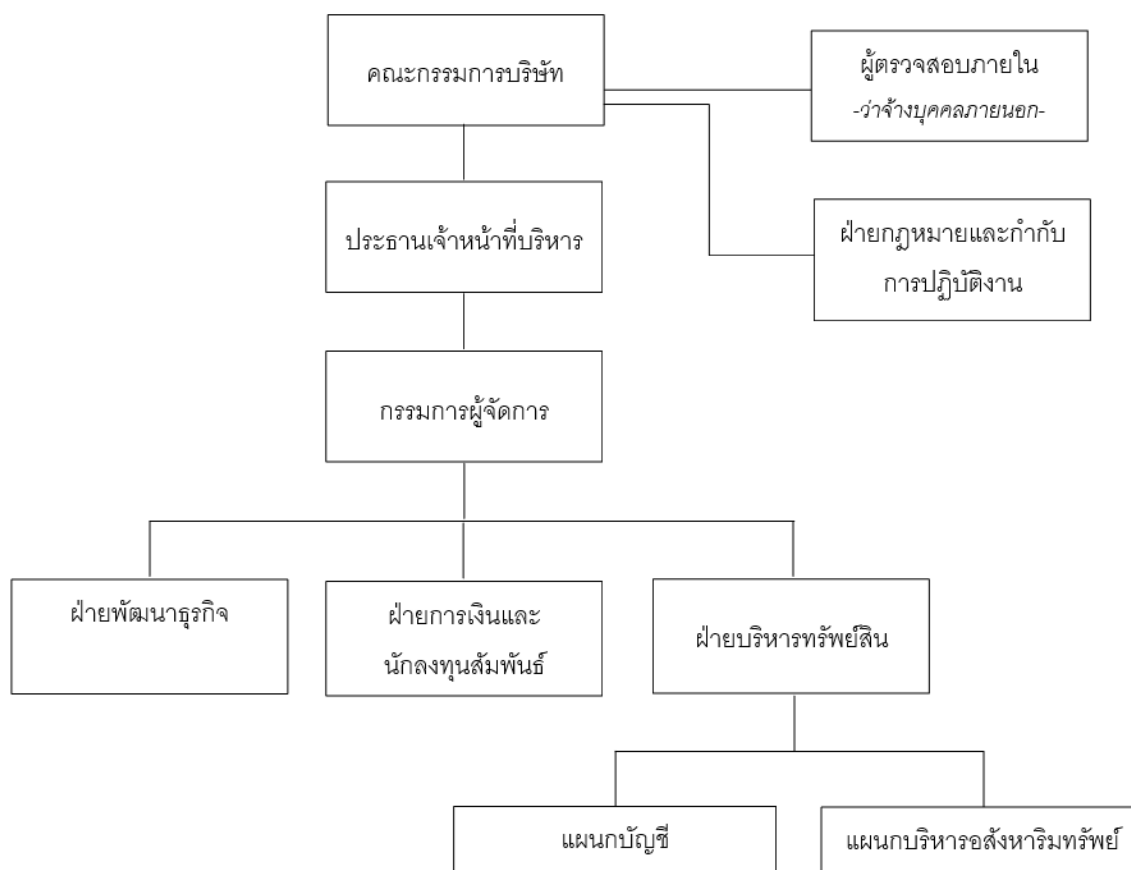 คณะกรรมการบริษัท
ผู้ตรวจสอบภายใน
-ว่าจ้างบุคคลภายนอก-
ประธานเจ้าหน้าที่บริหาร
ฝ่ายกฎหมายและกำกับ
การปฏิบัติงาน
กรรมการผู้จัดการ
ฝ่ายพัฒนาธุรกิจ
ฝ่ายการเงินและ
นักลงทุนสัมพันธ์
ฝ่ายบริหารทรัพย์สิน
แผนกบัญชี
แผนกบริหารอสังหาริมทรัพย์